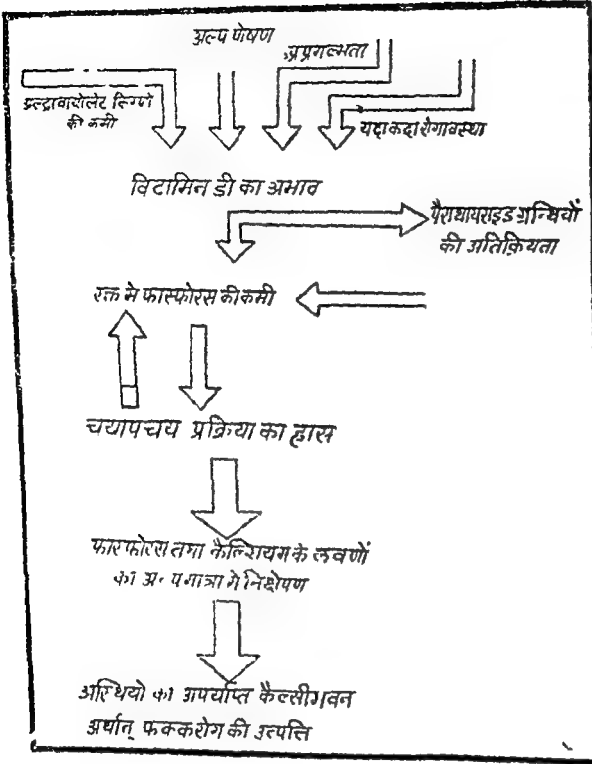 अल्प पोषण
अप्रगल्भता
अल्ट्रावायोलेट किरणों
की कमी
यदा कदा रोगावस्था
विटामिन डी का अभाव
पैराथायराइड ग्रन्थियों
की अतिक्रियता
रक्त मे फास्फोरस की कमी
चयापचय प्रक्रिया का ह्रास
फास्फोरस तथा कैल्शियम के लवणों
का अल्प मात्रा मे निक्षेपण
अस्थियो का अपर्याप्त कैल्सीभवन
अर्थात् फक्करोग की उत्पत्ति